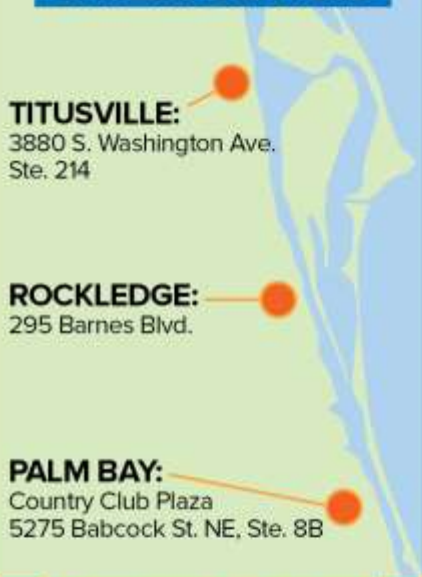 TITUSVILLE:
3880 S. Washington Ave.
Ste. 214
ROCKLEDGE:
295 Barnes Blvd.
PALM BAY:
Country Club Plaza
5275 Babcock St. NE, Ste. 8B